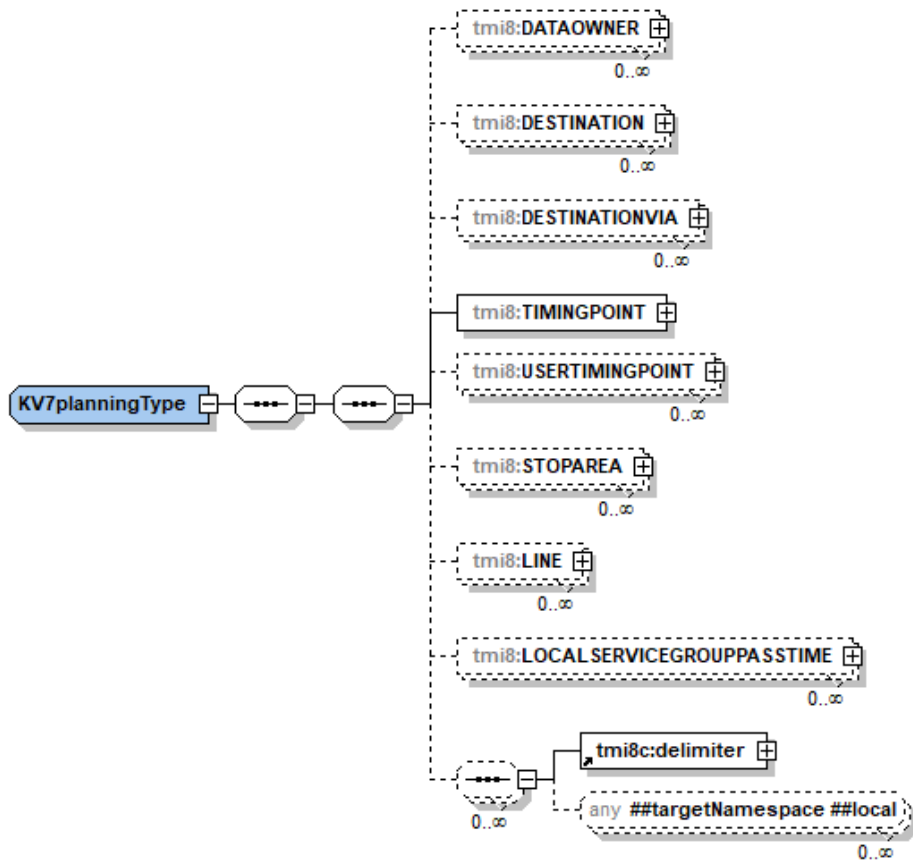 tmi8:DATAOWNER
0..∞
tmi8:DESTINATION
0..∞
tmi8:DESTINATIONVIA
0..∞
tmi8:TIMINGPOINT
tmi8:USERTIMINGPOINT
0..∞
KV7planningType
tmi8:STOPAREA
0..∞
tmi8:LINE
0..∞
tmi8:LOCALSERVICEGROUPPASSTIME
0..∞
tmi8c:delimiter
0..∞
any ##targetNamespace ##local
0..∞